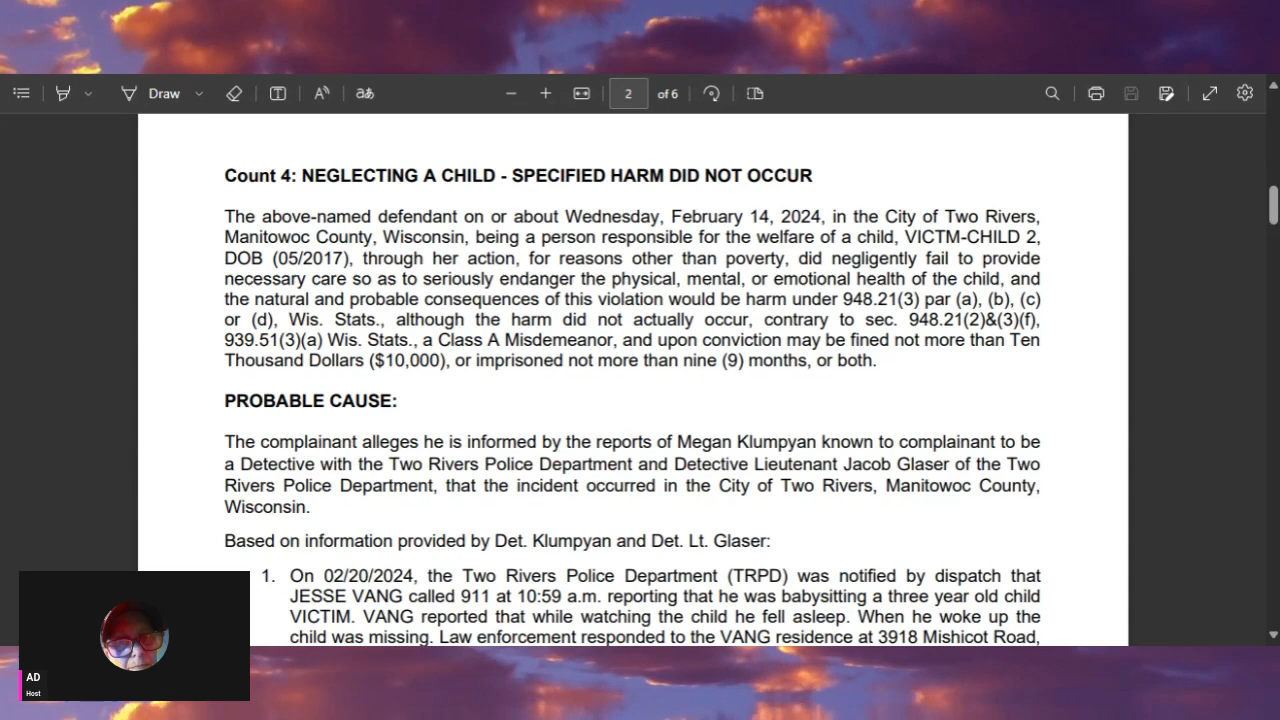 Draw
2 of 6
Count 4: NEGLECTING A CHILD - SPECIFIED HARM DID NOT OCCUR
The above-named defendant on or about Wednesday, February 14, 2024, in the City of Two Rivers,
Manitowoc County, Wisconsin, being a person responsible for the welfare of a child, VICTM-CHILD 2,
DOB (05/2017), through her action, for reasons other than poverty, did negligently fail to provide
necessary care so as to seriously endanger the physical, mental, or emotional health of the child, and
the natural and probable consequences of this violation would be harm under 948.21(3) par (a), (b), (c)
or (d), Wis. Stats., although the harm did not actually occur, contrary to sec. 948.21(2)&(3)(f),
939.51(3)(a) Wis. Stats., a Class A Misdemeanor, and upon conviction may be fined not more than Ten
Thousand Dollars ($10,000), or imprisoned not more than nine (9) months, or both.
PROBABLE CAUSE:
The complainant alleges he is informed by the reports of Megan Klumpyan known to complainant to be
a Detective with the Two Rivers Police Department and Detective Lieutenant Jacob Glaser of the Two
Rivers Police Department, that the incident occurred in the City of Two Rivers, Manitowoc County,
Wisconsin.
Based on information provided by Det. Klumpyan and Det. Lt. Glaser:
1. On 02/20/2024, the Two Rivers Police Department (TRPD) was notified by dispatch that
JESSE VANG called 911 at 10:59 a.m. reporting that he was babysitting a three year old child
VICTIM. VANG reported that while watching the child he fell asleep. When he woke up the
child was missing. Law enforcement responded to the VANG residence at 3918 Mishicot Road,
AD
Host